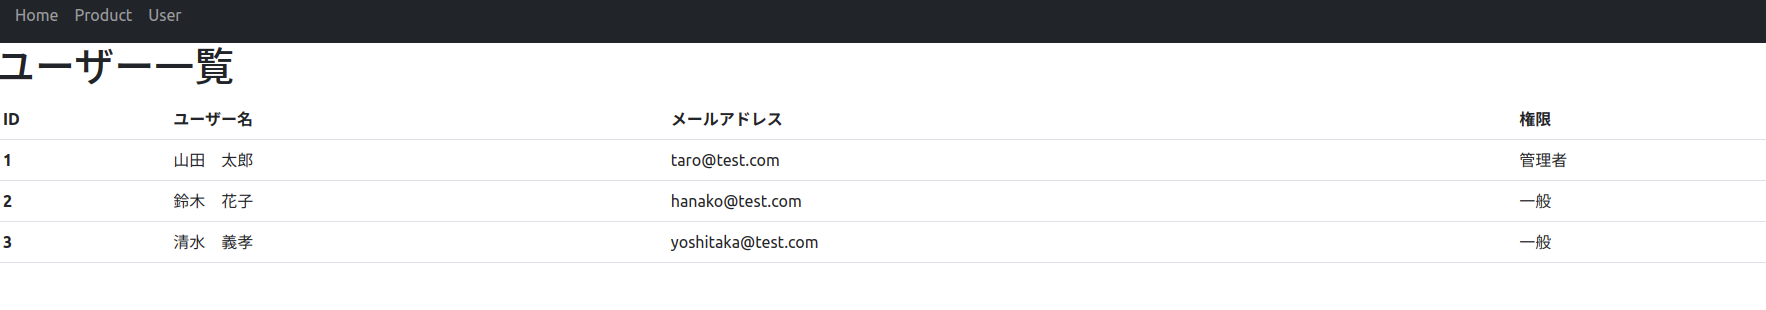 Home Product User
ユーザー一覧
ID ユーザー名 メールアドレス 権限
1 山田　太郎 taro@test.com 管理者
2 鈴木　花子 hanako@test.com 一般
3 清水　義孝 yoshitaka@test.com 一般